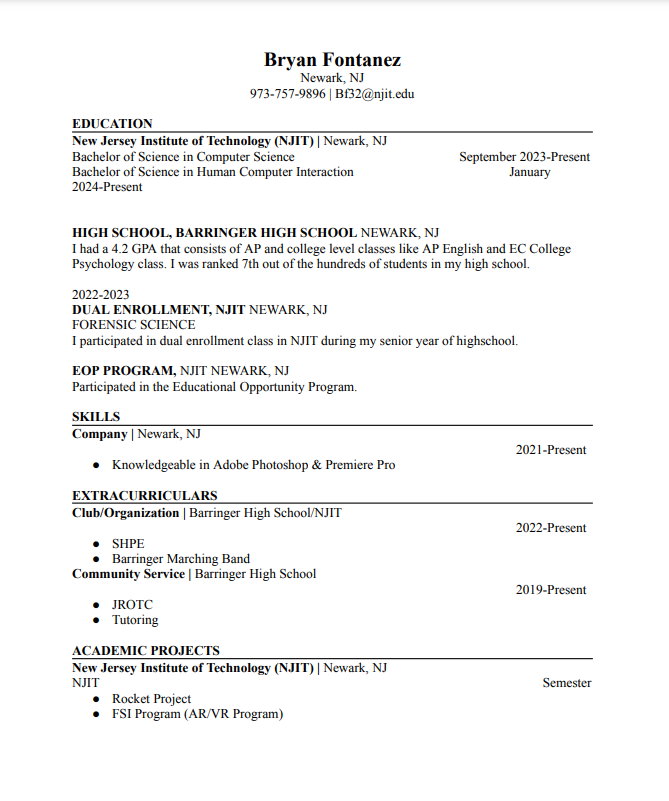 Bryan Fontanez
Newark, NJ
973-757-9896 | Bf32@njit.edu
EDUCATION
New Jersey Institute of Technology (NJIT) | Newark, NJ
Bachelor of Science in Computer Science September 2023-Present
Bachelor of Science in Human Computer Interaction January
2024-Present
HIGH SCHOOL, BARRINGER HIGH SCHOOL NEWARK, NJ
I had a 4.2 GPA that consists of AP and college level classes like AP English and EC College
Psychology class. I was ranked 7th out of the hundreds of students in my high school.
2022-2023
DUAL ENROLLMENT, NJIT NEWARK, NJ
FORENSIC SCIENCE
I participated in dual enrollment class in NJIT during my senior year of highschool.
EOP PROGRAM, NJIT NEWARK, NJ
Participated in the Educational Opportunity Program.
SKILLS
Company | Newark, NJ
2021-Present
● Knowledgeable in Adobe Photoshop & Premiere Pro
EXTRACURRICULARS
Club/Organization | Barringer High School/NJIT
2022-Present
● SHPE
● Barringer Marching Band
Community Service | Barringer High School
2019-Present
● JROTC
● Tutoring
ACADEMIC PROJECTS
New Jersey Institute of Technology (NJIT) | Newark, NJ
NJIT Semester
● Rocket Project
● FSI Program (AR/VR Program)